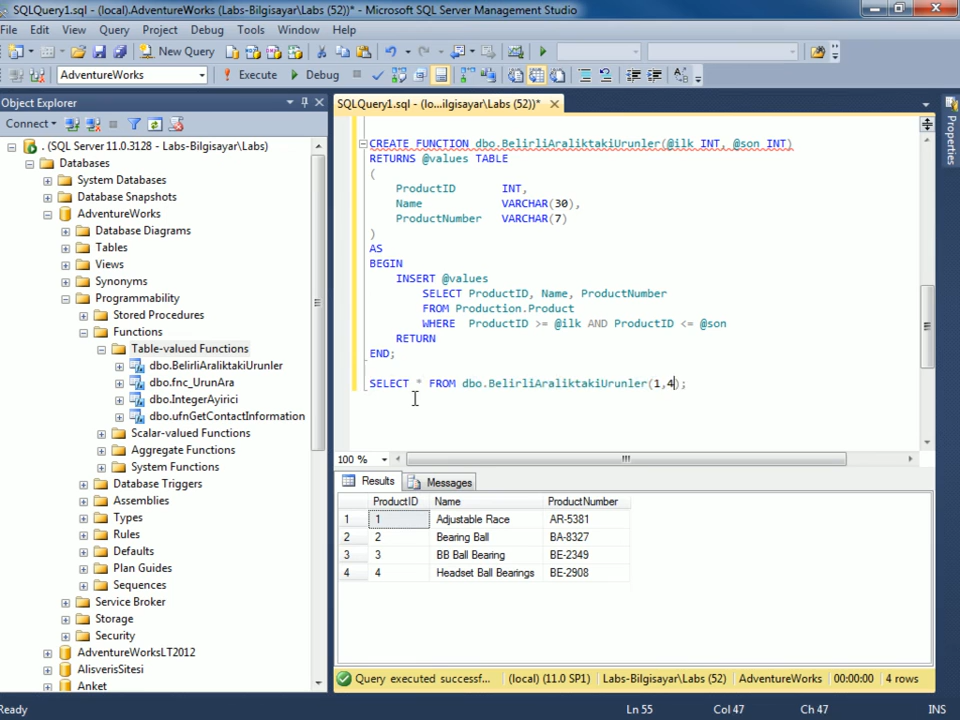 SQLQuery1.sql - (local).AdventureWorks (Labs-Bilgisayar\Labs (52))* - Microsoft SQL Server Management Studio
File Edit View Query Project Debug Tools Window Help
New Query
AdventureWorks Execute Debug
Object Explorer
Connect
. (SQL Server 11.0.3128 - Labs-Bilgisayar\Labs)
Databases
System Databases
Database Snapshots
AdventureWorks
Database Diagrams
Tables
Views
Synonyms
Programmability
Stored Procedures
Functions
Table-valued Functions
dbo.BelirliAraliktakiUrunler
dbo.fnc_UrunAra
dbo.IntegerAyirici
dbo.ufnGetContactInformation
Scalar-valued Functions
Aggregate Functions
System Functions
Database Triggers
Assemblies
Types
Rules
Defaults
Plan Guides
Sequences
Service Broker
Storage
Security
AdventureWorksLT2012
AlisverisSitesi
Anket
SQLQuery1.sql - (lo...ilgisayar\Labs (52))*
CREATE FUNCTION dbo.BelirliAraliktakiUrunler(@ilk INT, @son INT)
RETURNS @values TABLE
(
ProductID INT,
Name VARCHAR(30),
ProductNumber VARCHAR(7)
)
AS
BEGIN
INSERT @values
SELECT ProductID, Name, ProductNumber
FROM Production.Product
WHERE ProductID >= @ilk AND ProductID <= @son
RETURN
END;
SELECT * FROM dbo.BelirliAraliktakiUrunler(1,4);
100 %
Results Messages
ProductID Name ProductNumber
1 1 Adjustable Race AR-5381
2 2 Bearing Ball BA-8327
3 3 BB Ball Bearing BE-2349
4 4 Headset Ball Bearings BE-2908
Query executed successf... (local) (11.0 SP1) Labs-Bilgisayar\Labs (52) AdventureWorks 00:00:00 4 rows
Properties
Ready Ln 55 Col 47 Ch 47 INS